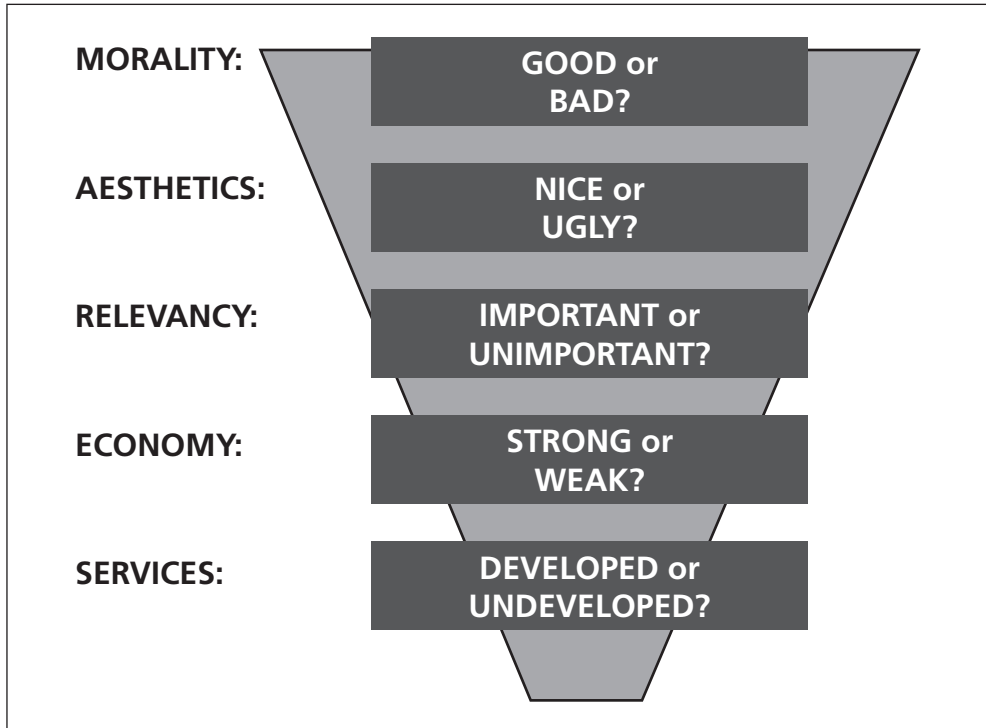 MORALITY:
GOOD or
BAD?
AESTHETICS:
NICE or
UGLY?
RELEVANCY:
IMPORTANT or
UNIMPORTANT?
ECONOMY:
STRONG or
WEAK?
SERVICES:
DEVELOPED or
UNDEVELOPED?